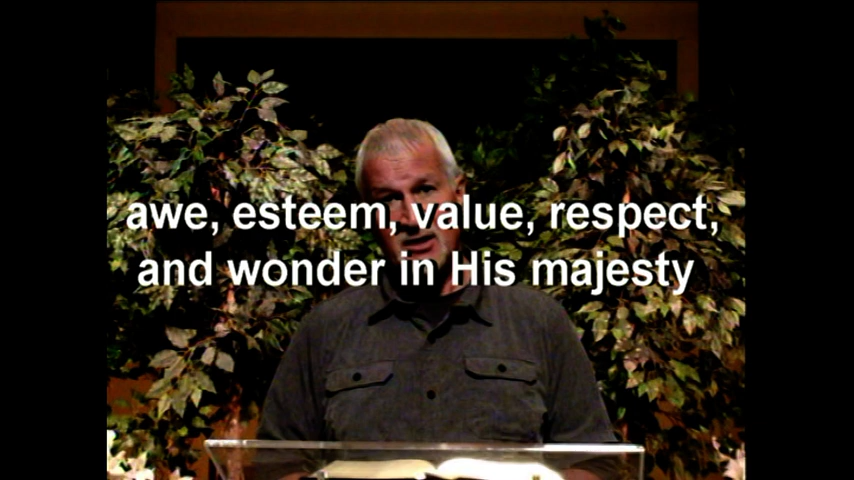 awe, esteem, value, respect,
and wonder in His majesty